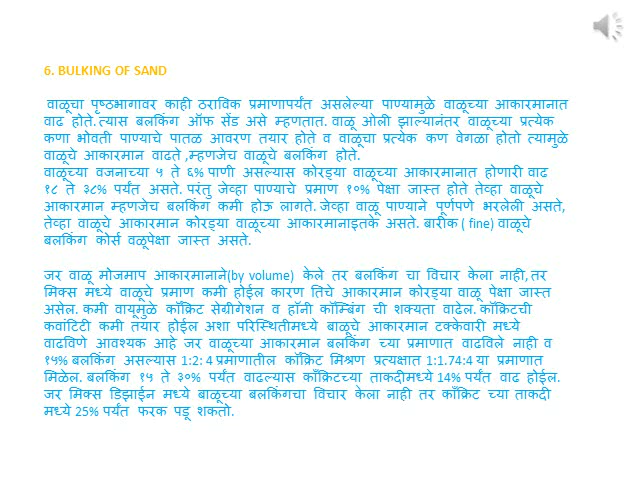 6. BULKING OF SAND
वाळूचा पृष्ठभागावर काही ठराविक प्रमाणापर्यंत असलेल्या पाण्यामुळे वाळूच्या आकारमानात
वाढ होते. त्यास बलकिंग ऑफ सेंड असे म्हणतात. वाळू ओली झाल्यानंतर वाळूच्या प्रत्येक
कणा भोवती पाण्याचे पातळ आवरण तयार होते व वाळूचा प्रत्येक कण वेगळा होतो त्यामुळे
वाळूचे आकारमान वाढते ,म्हणजेच वाळूचे बलकिंग होते.
वाळूच्या वजनाच्या ५ ते ६% पाणी असल्यास कोरड्या वाळूच्या आकारमानात होणारी वाढ
१८ ते ३८% पर्यंत असते. परंतु जेव्हा पाण्याचे प्रमाण १०% पेक्षा जास्त होते तेव्हा वाळूचे
आकारमान म्हणजेच बलकिंग कमी होऊ लागते. जेव्हा वाळू पाण्याने पूर्णपणे भरलेली असते,
तेव्हा वाळूचे आकारमान कोरड्या वाळूच्या आकारमानाइतके असते. बारीक ( fine) वाळूचे
बलकिंग कोर्स वळूपेक्षा जास्त असते.
जर वाळू मोजमाप आकारमानाने(by volume) केले तर बलकिंग चा विचार केला नाही, तर
मिक्स मध्ये वाळूचे प्रमाण कमी होईल कारण तिचे आकारमान कोरड्या वाळू पेक्षा जास्त
असेल. कमी वायूमुळे कॉंक्रिट सेग्रीगेशन व हॉनी कॉम्बिंग ची शक्यता वाढेल. कॉंक्रिटची
कवांटिटी कमी तयार होईल अशा परिस्थितीमध्ये बाळूचे आकारमान टक्केवारी मध्ये
वाढविणे आवश्यक आहे जर वाळूच्या आकारमान बलकिंग च्या प्रमाणात वाढविले नाही व
१५% बलकिंग असल्यास 1:2: 4 प्रमाणातील कॉंक्रिट मिश्रण प्रत्यक्षात 1:1.74:4 या प्रमाणात
मिळेल. बलकिंग १५ ते ३०% पर्यंत वाढल्यास कॉंक्रिटच्या ताकदीमध्ये 14% पर्यंत वाढ होईल.
जर मिक्स डिझाईन मध्ये बाळूच्या बलकिंगचा विचार केला नाही तर कॉंक्रिट च्या ताकदी
मध्ये 25% पर्यंत फरक पडू शकतो.